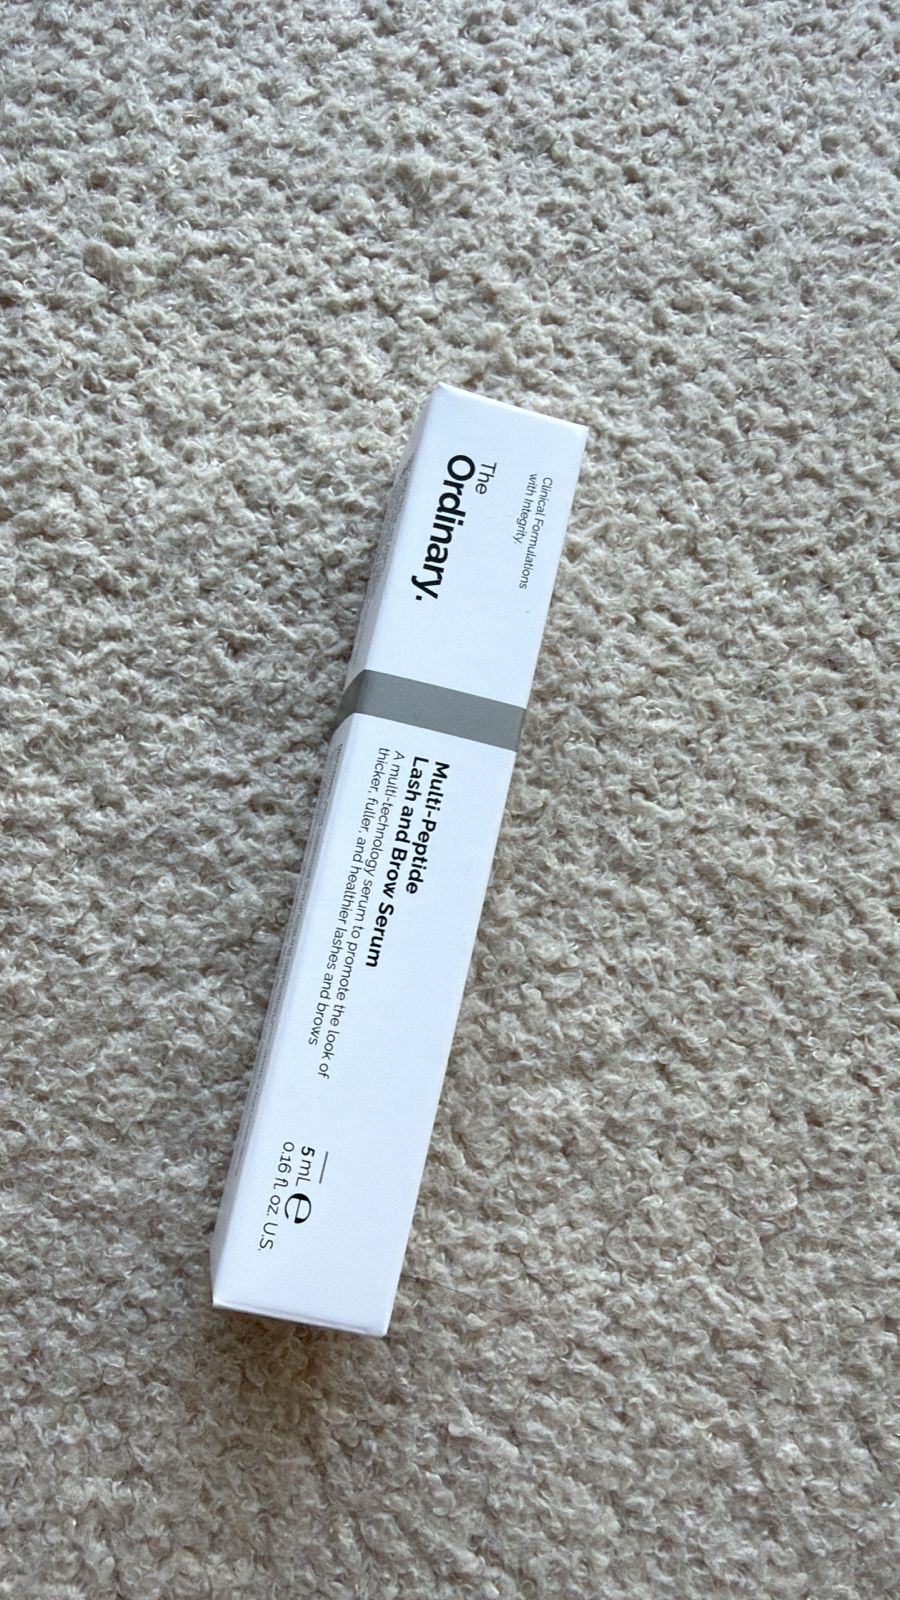 Clinical Formulations
with Integrity.
The
Ordinary.
Multi-Peptide
Lash and Brow Serum
A multi-technology serum to promote the look of
thicker, fuller, and healthier lashes and brows
5 mL e
0.16 fl oz. U.S.